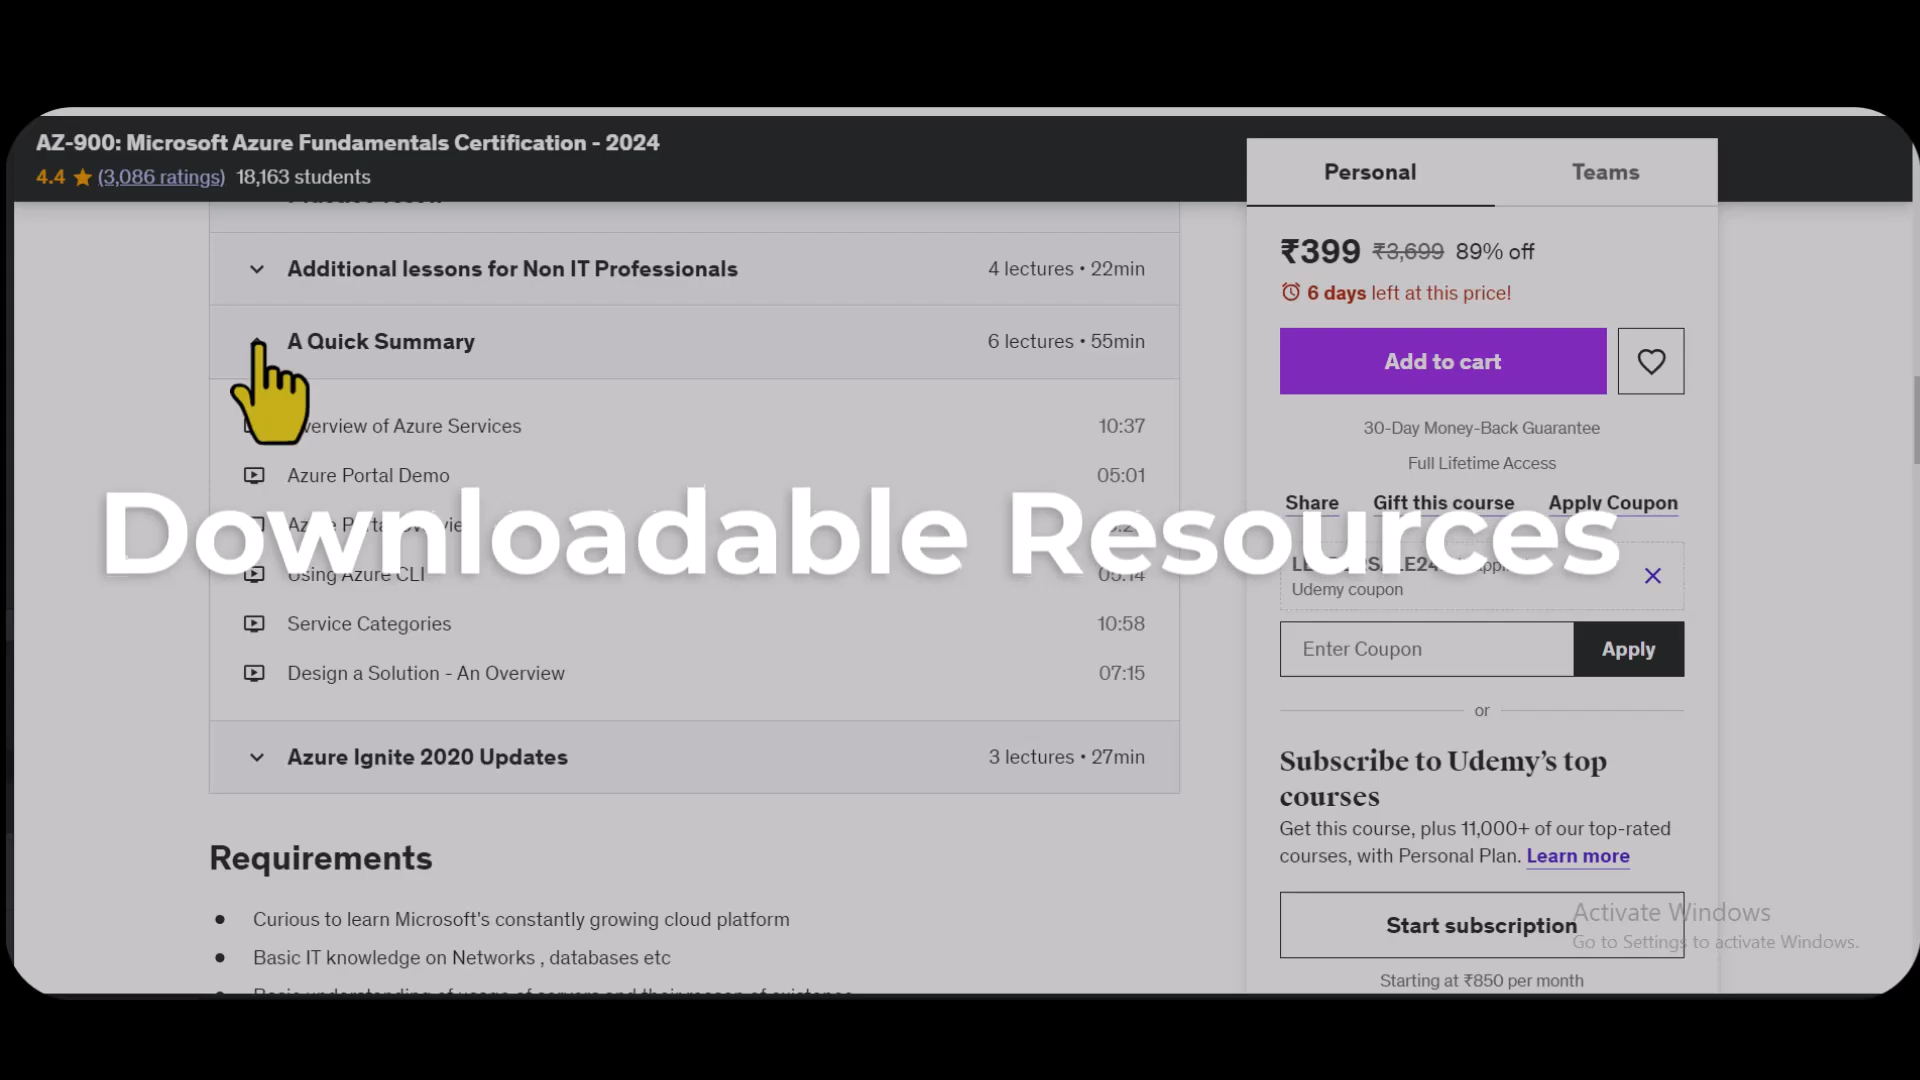 AZ-900: Microsoft Azure Fundamentals Certification - 2024
4.4 (3,086 ratings) 18,163 students
Additional lessons for Non IT Professionals 4 lectures • 22min
A Quick Summary 6 lectures • 55min
of Azure Services 10:37
Azure Portal Demo 05:01
Downloadable Resources
Using Azure CLI 05:14
Service Categories 10:58
Design a Solution - An Overview 07:15
Azure Ignite 2020 Updates 3 lectures • 27min
Requirements
Curious to learn Microsoft's constantly growing cloud platform
Basic IT knowledge on Networks , databases etc
Personal Teams
₹399 ₹3,699 89% off
6 days left at this price!
Add to cart
30-Day Money-Back Guarantee
Full Lifetime Access
Share Gift this course Apply Coupon
Udemy coupon
Enter Coupon Apply
or
Subscribe to Udemy’s top
courses
Get this course, plus 11,000+ of our top-rated
courses, with Personal Plan. Learn more
Start subscription
Starting at ₹850 per month
Activate Windows
Go to Settings to activate Windows.